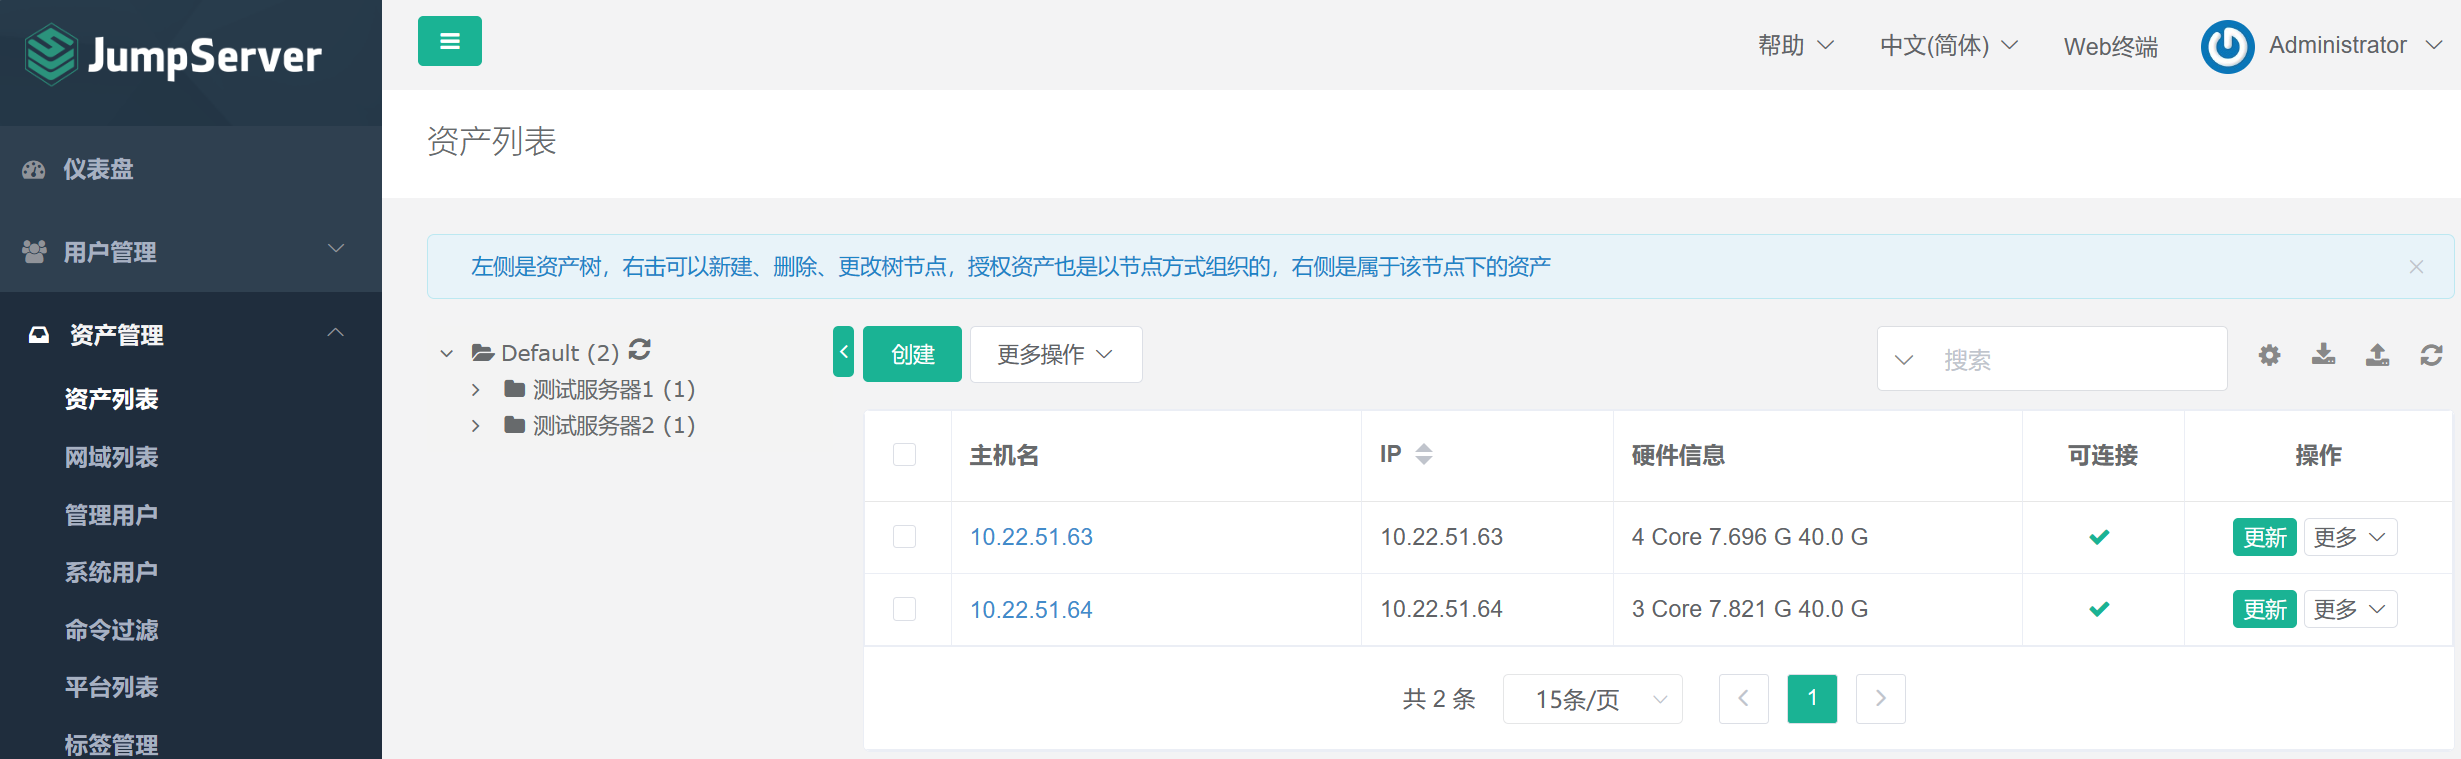 JumpServer
帮助
中文(简体)
Web终端
Administrator
资产列表
仪表盘
用户管理
资产管理
资产列表
网域列表
管理用户
系统用户
命令过滤
平台列表
标签管理
左侧是资产树，右击可以新建、删除、更改树节点，授权资产也是以节点方式组织的，右侧是属于该节点下的资产
Default (2)
测试服务器1 (1)
测试服务器2 (1)
创建
更多操作
搜索
主机名 IP 硬件信息 可连接 操作
10.22.51.63 10.22.51.63 4 Core 7.696 G 40.0 G 更新 更多
10.22.51.64 10.22.51.64 3 Core 7.821 G 40.0 G 更新 更多
共 2 条 15条/页 1